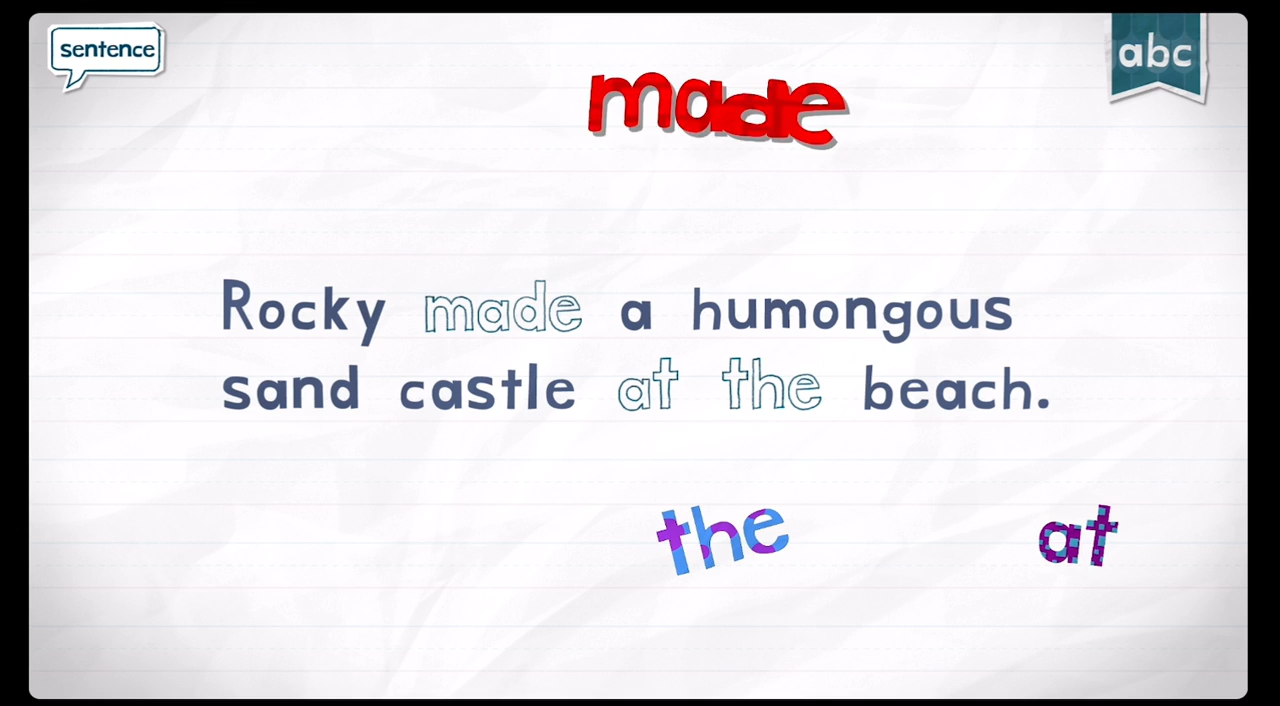 sentence
abc
made
Rocky made a humongous
sand castle at the beach.
the
at